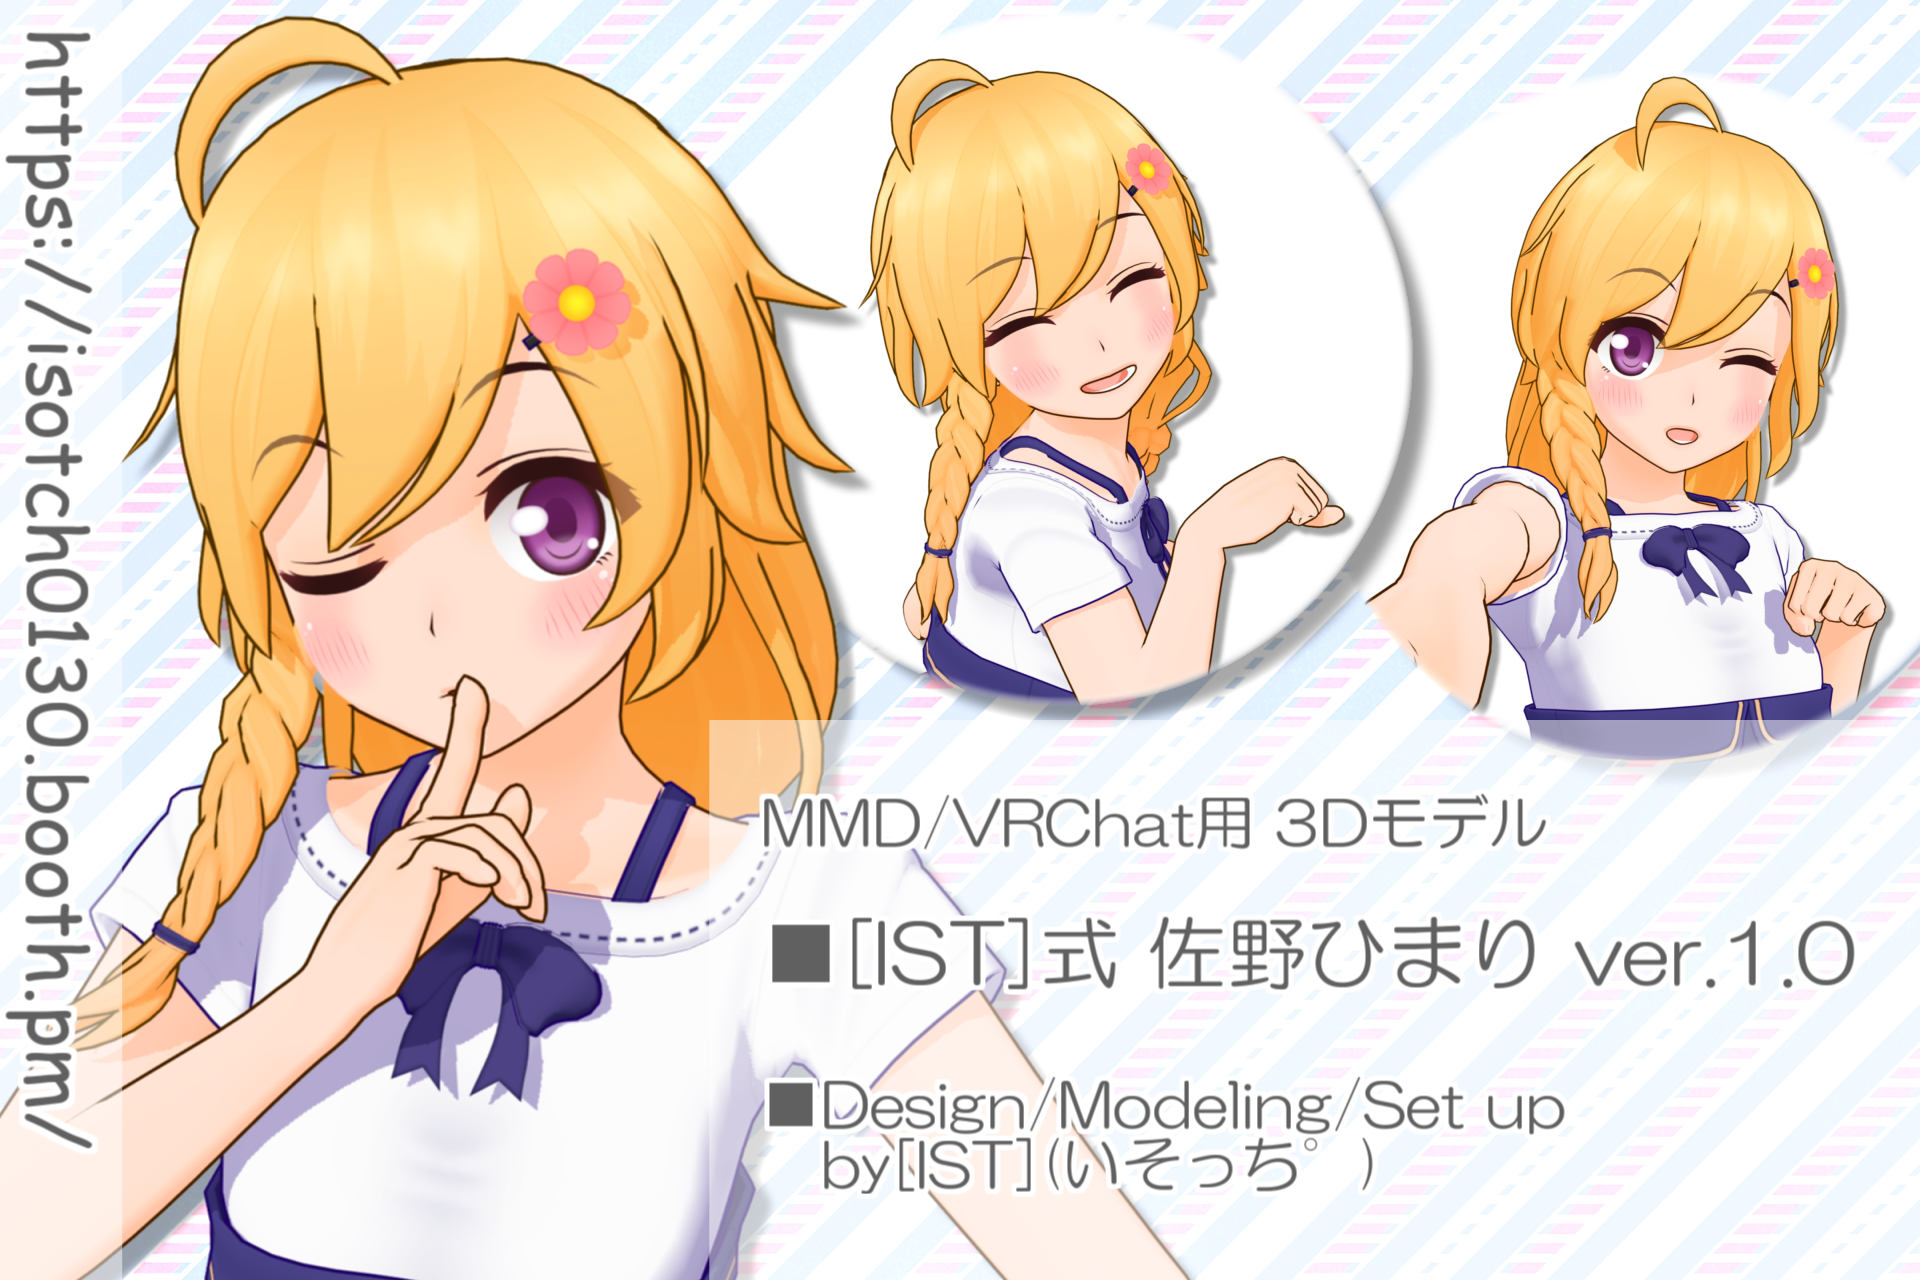 https://isotch0130.booth.pm/
MMD/VRChat用 3Dモデル
■[IST]式 佐野ひまり ver.1.0
■Design/Modeling/Set up
by[IST](いそっち゜)